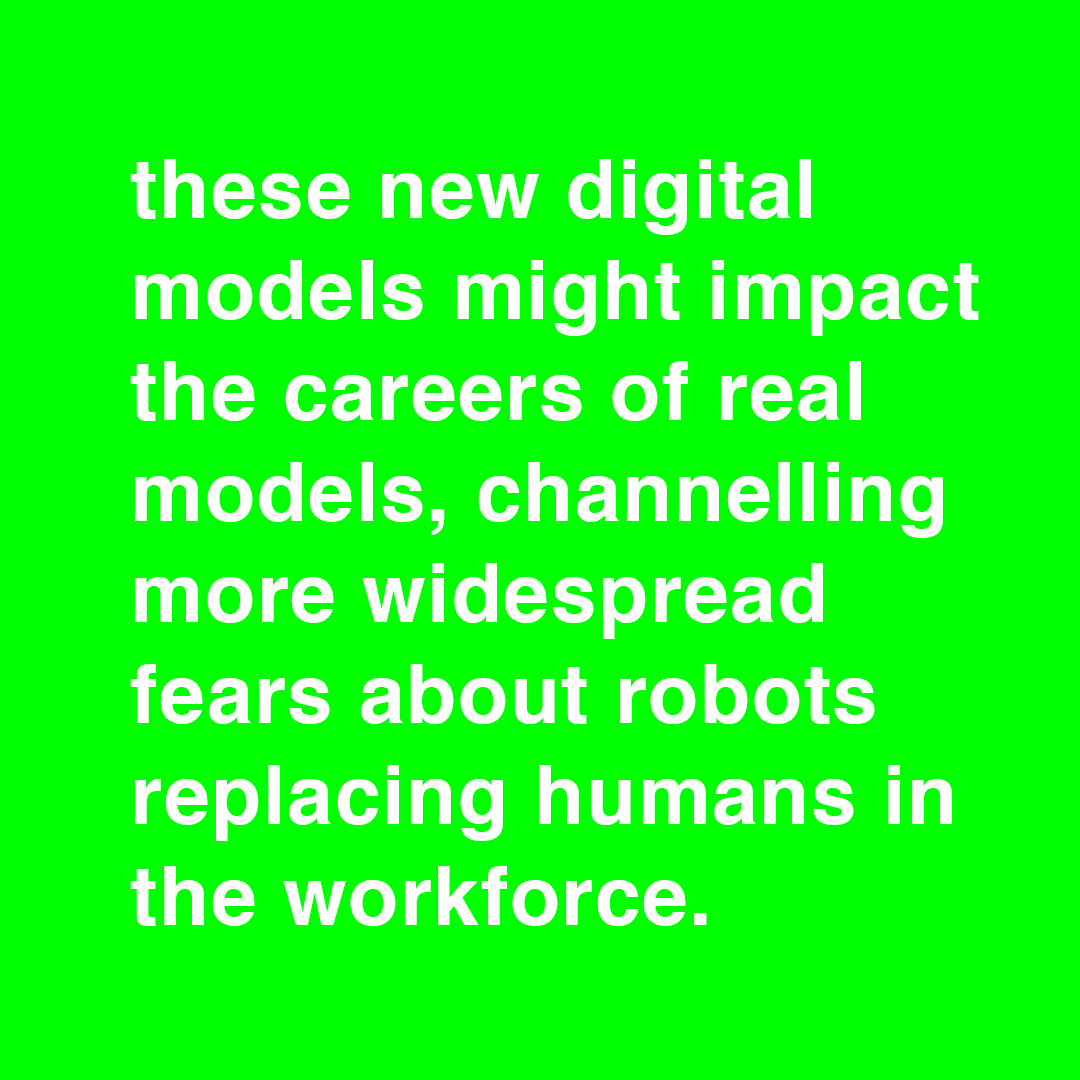 these new digital
models might impact
the careers of real
models, channelling
more widespread
fears about robots
replacing humans in
the workforce.